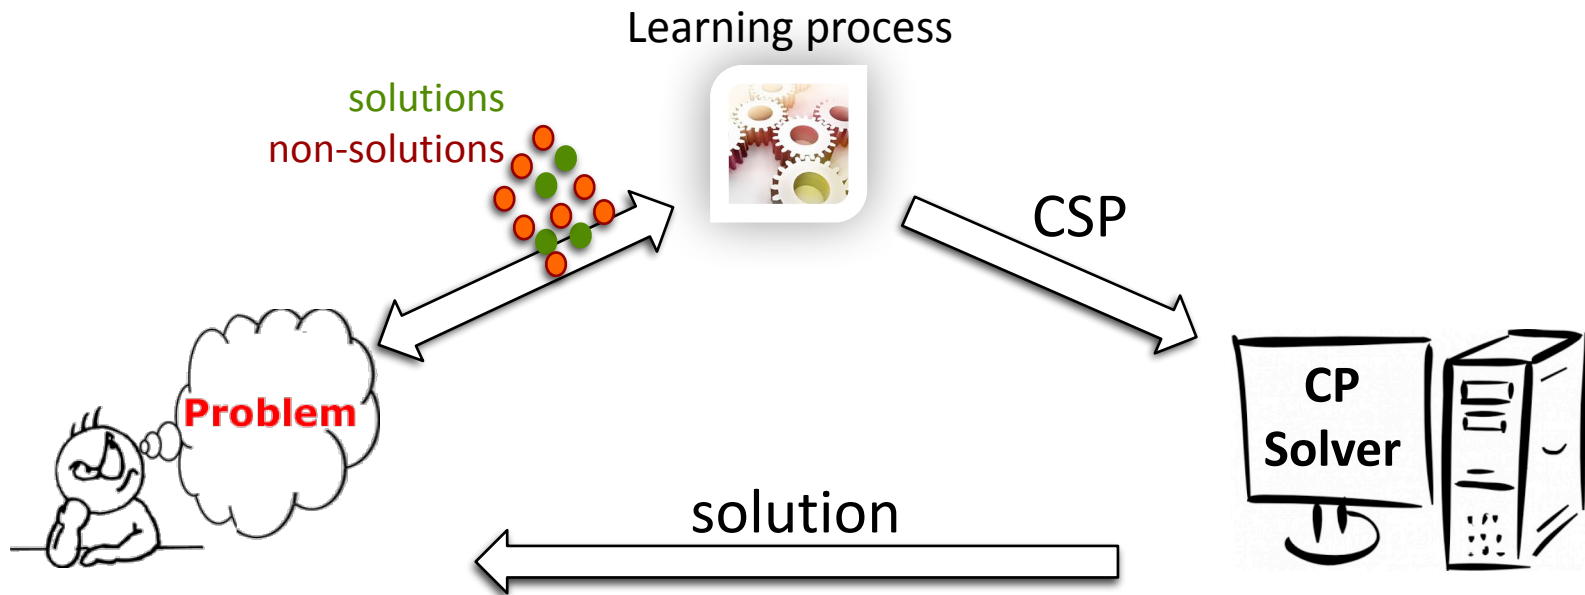 Learning process
solutions
non-solutions
CSP
Problem
CP
Solver
solution